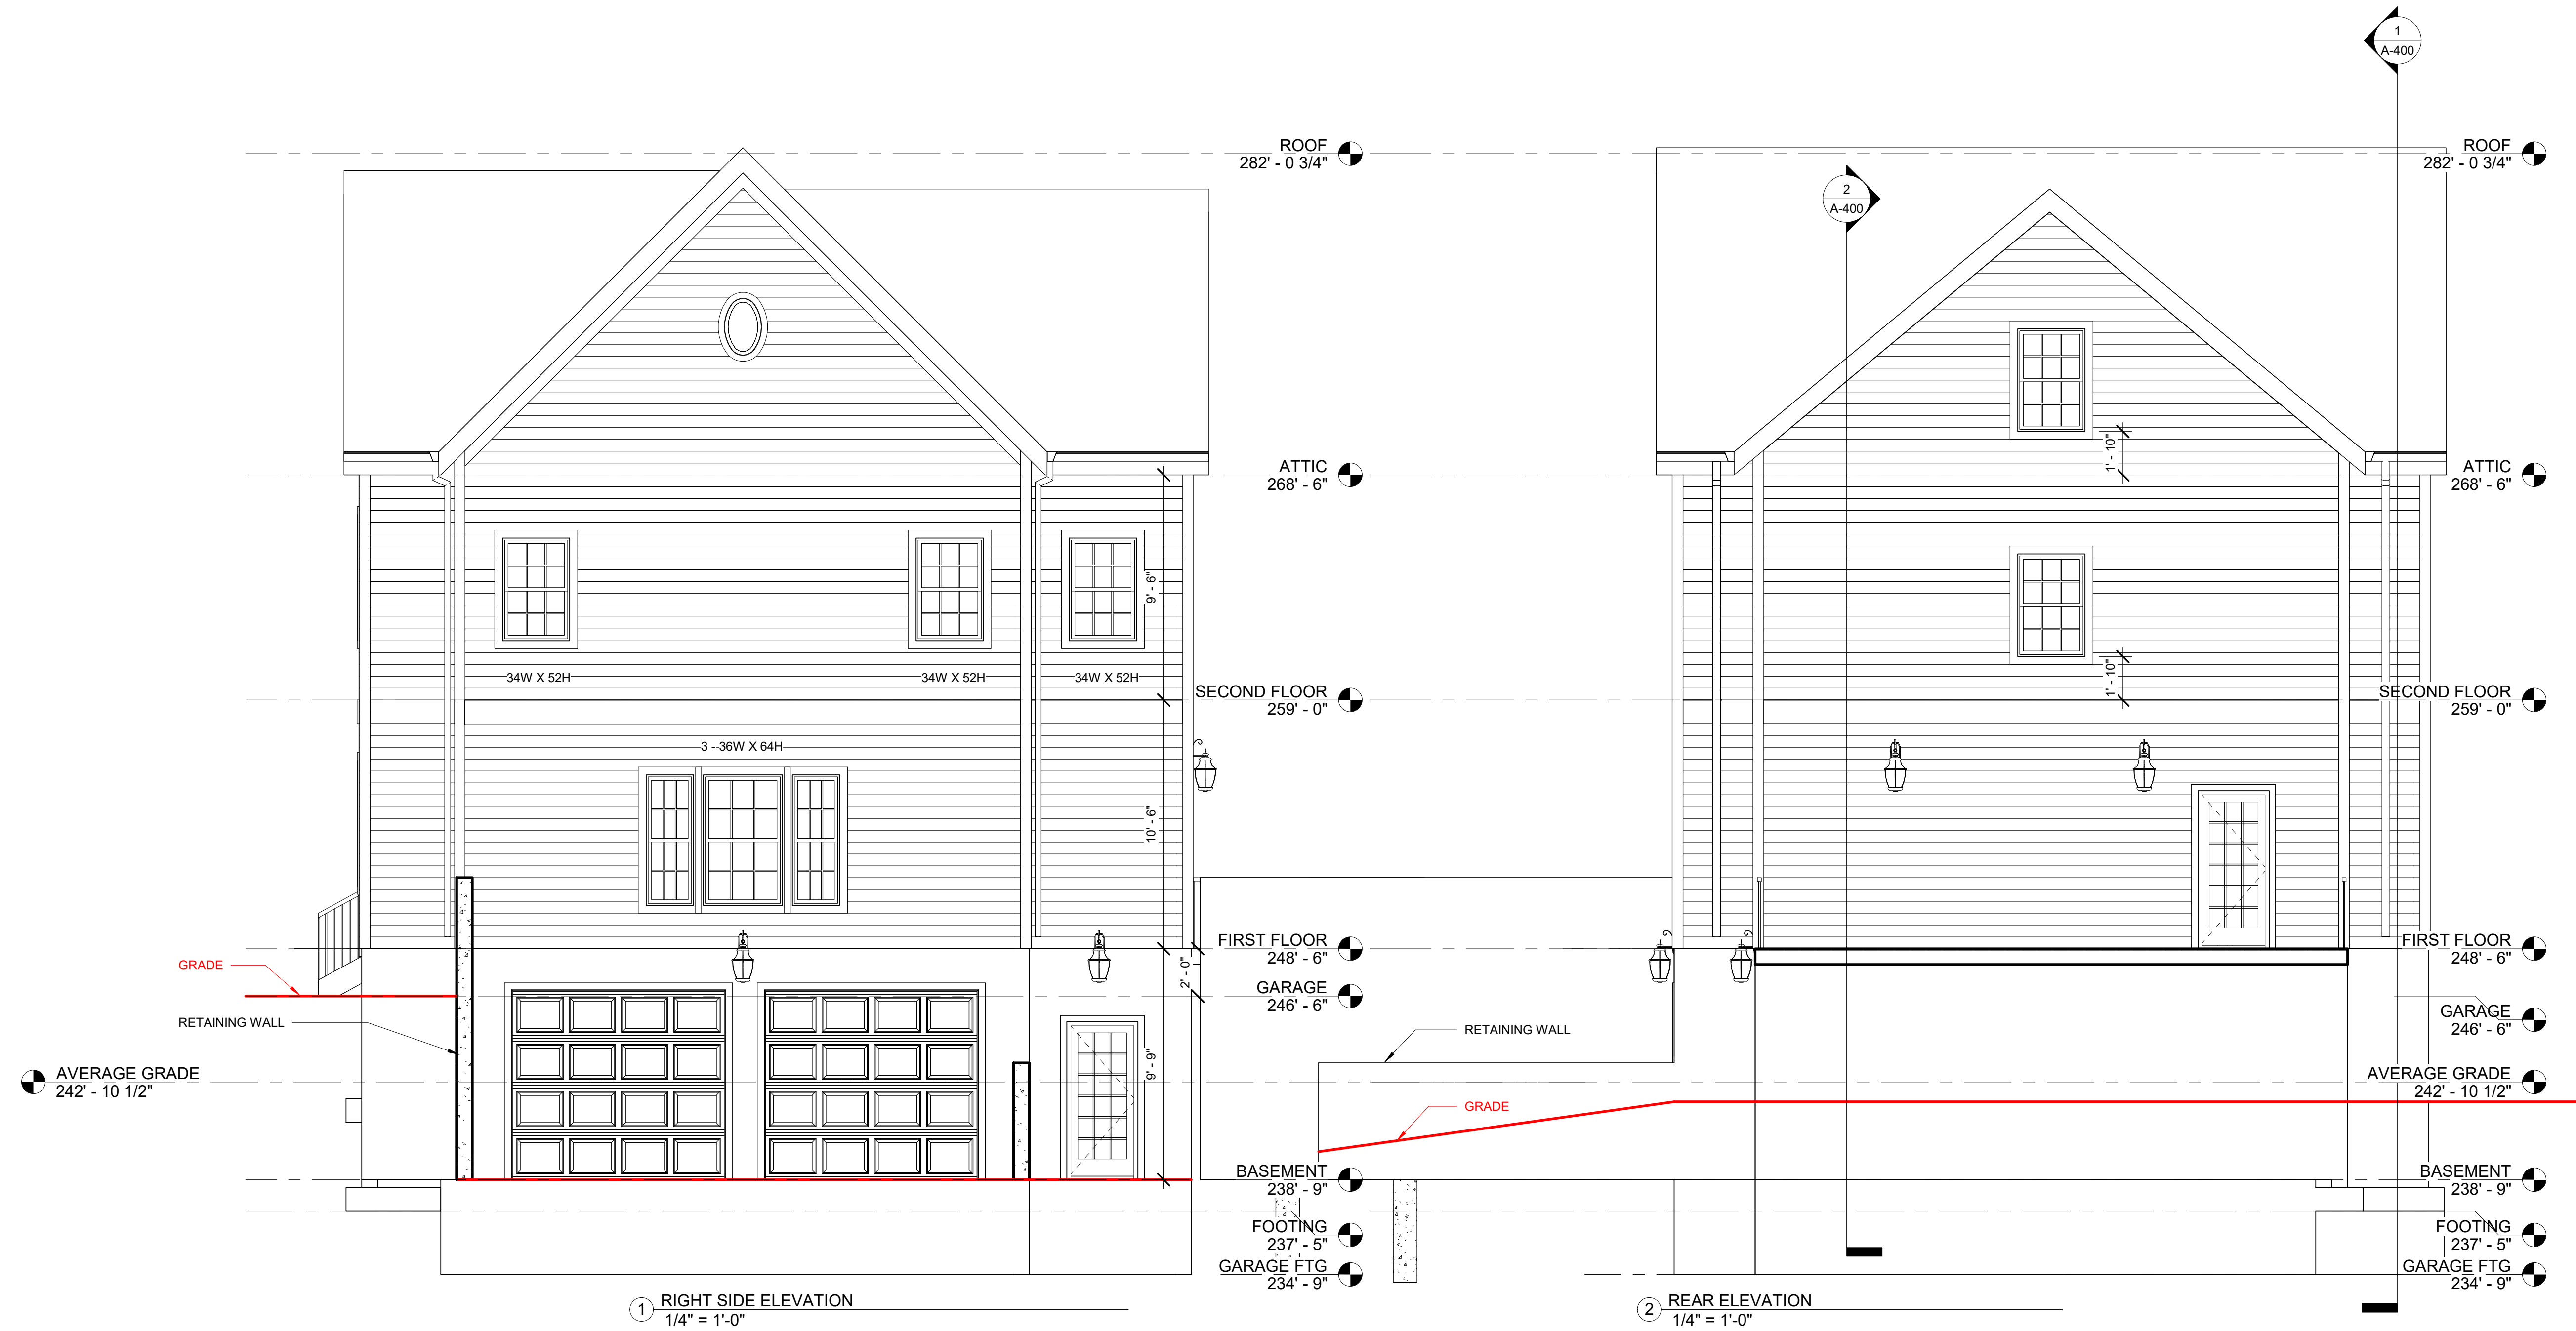 1
A-400
ROOF
282' - 0 3/4"
ROOF
282' - 0 3/4"
2
A-400
ATTIC
268' - 6"
1' - 10"
ATTIC
268' - 6"
9' - 6"
34W X 52H
34W X 52H
34W X 52H
SECOND FLOOR
259' - 0"
1' - 10"
SECOND FLOOR
259' - 0"
3 - 36W X 64H
10' - 6"
FIRST FLOOR
248' - 6"
FIRST FLOOR
248' - 6"
GRADE
2' - 0"
GARAGE
246' - 6"
GARAGE
246' - 6"
RETAINING WALL
RETAINING WALL
9' - 9"
AVERAGE GRADE
242' - 10 1/2"
AVERAGE GRADE
242' - 10 1/2"
GRADE
BASEMENT
238' - 9"
BASEMENT
238' - 9"
FOOTING
237' - 5"
FOOTING
237' - 5"
GARAGE FTG
234' - 9"
GARAGE FTG
234' - 9"
1
RIGHT SIDE ELEVATION
1/4" = 1'-0"
2
REAR ELEVATION
1/4" = 1'-0"